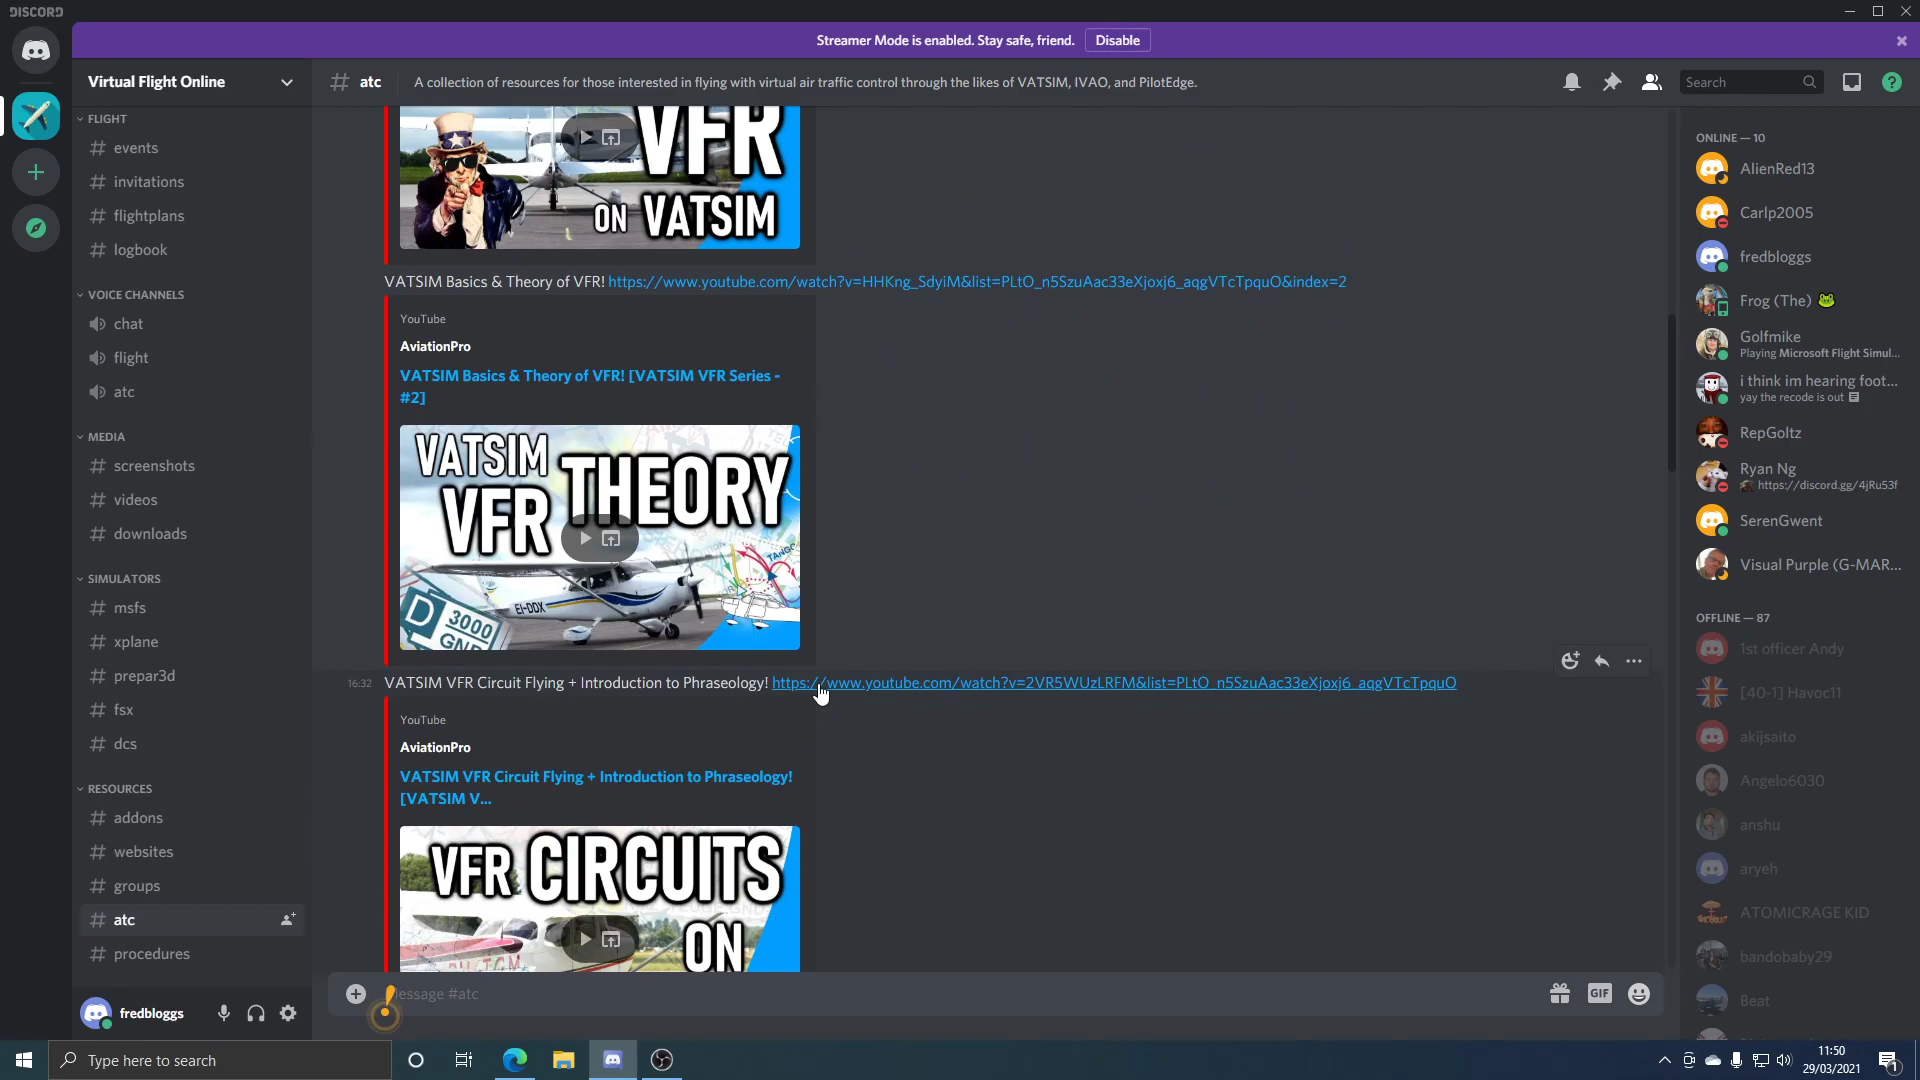 DISCORD
Streamer Mode is enabled. Stay safe, friend. Disable
Virtual Flight Online
atc
A collection of resources for those interested in flying with virtual air traffic control through the likes of VATSIM, IVAO, and PilotEdge.
Search
FLIGHT
events
invitations
flightplans
logbook
VOICE CHANNELS
chat
flight
atc
MEDIA
screenshots
videos
downloads
SIMULATORS
msfs
xplane
prepar3d
fsx
dcs
RESOURCES
addons
websites
groups
atc
procedures
fredbloggs
VFR
ON VATSIM
VATSIM Basics & Theory of VFR! https://www.youtube.com/watch?v=HHKng_SdyiM&list=PLtO_n5SzuAac33eXjoxj6_aqgVTcTpquO&index=2
YouTube
AviationPro
VATSIM Basics & Theory of VFR! [VATSIM VFR Series -
#2]
VATSIM
VFR THEORY
TANGO
EI-DDX
D 3000
GND
16:32 VATSIM VFR Circuit Flying + Introduction to Phraseology! https://www.youtube.com/watch?v=2VR5WUzLRFM&list=PLtO_n5SzuAac33eXjoxj6_aqgVTcTpquO
YouTube
AviationPro
VATSIM VFR Circuit Flying + Introduction to Phraseology!
[VATSIM V...
VFR CIRCUITS
ON
essage #atc
GIF
ONLINE — 10
AlienRed13
Carlp2005
fredbloggs
Frog (The)
Golfmike
Playing Microsoft Flight Simul...
i think im hearing foot...
yay the recode is out
RepGoltz
Ryan Ng
https://discord.gg/4jRu53f
SerenGwent
Visual Purple (G-MAR...
OFFLINE — 87
1st officer Andy
[40-1] Havoc11
akijsaito
Angelo6030
anshu
aryeh
ATOMICRAGE KID
bandobaby29
Beat
Type here to search
11:50
29/03/2021
1